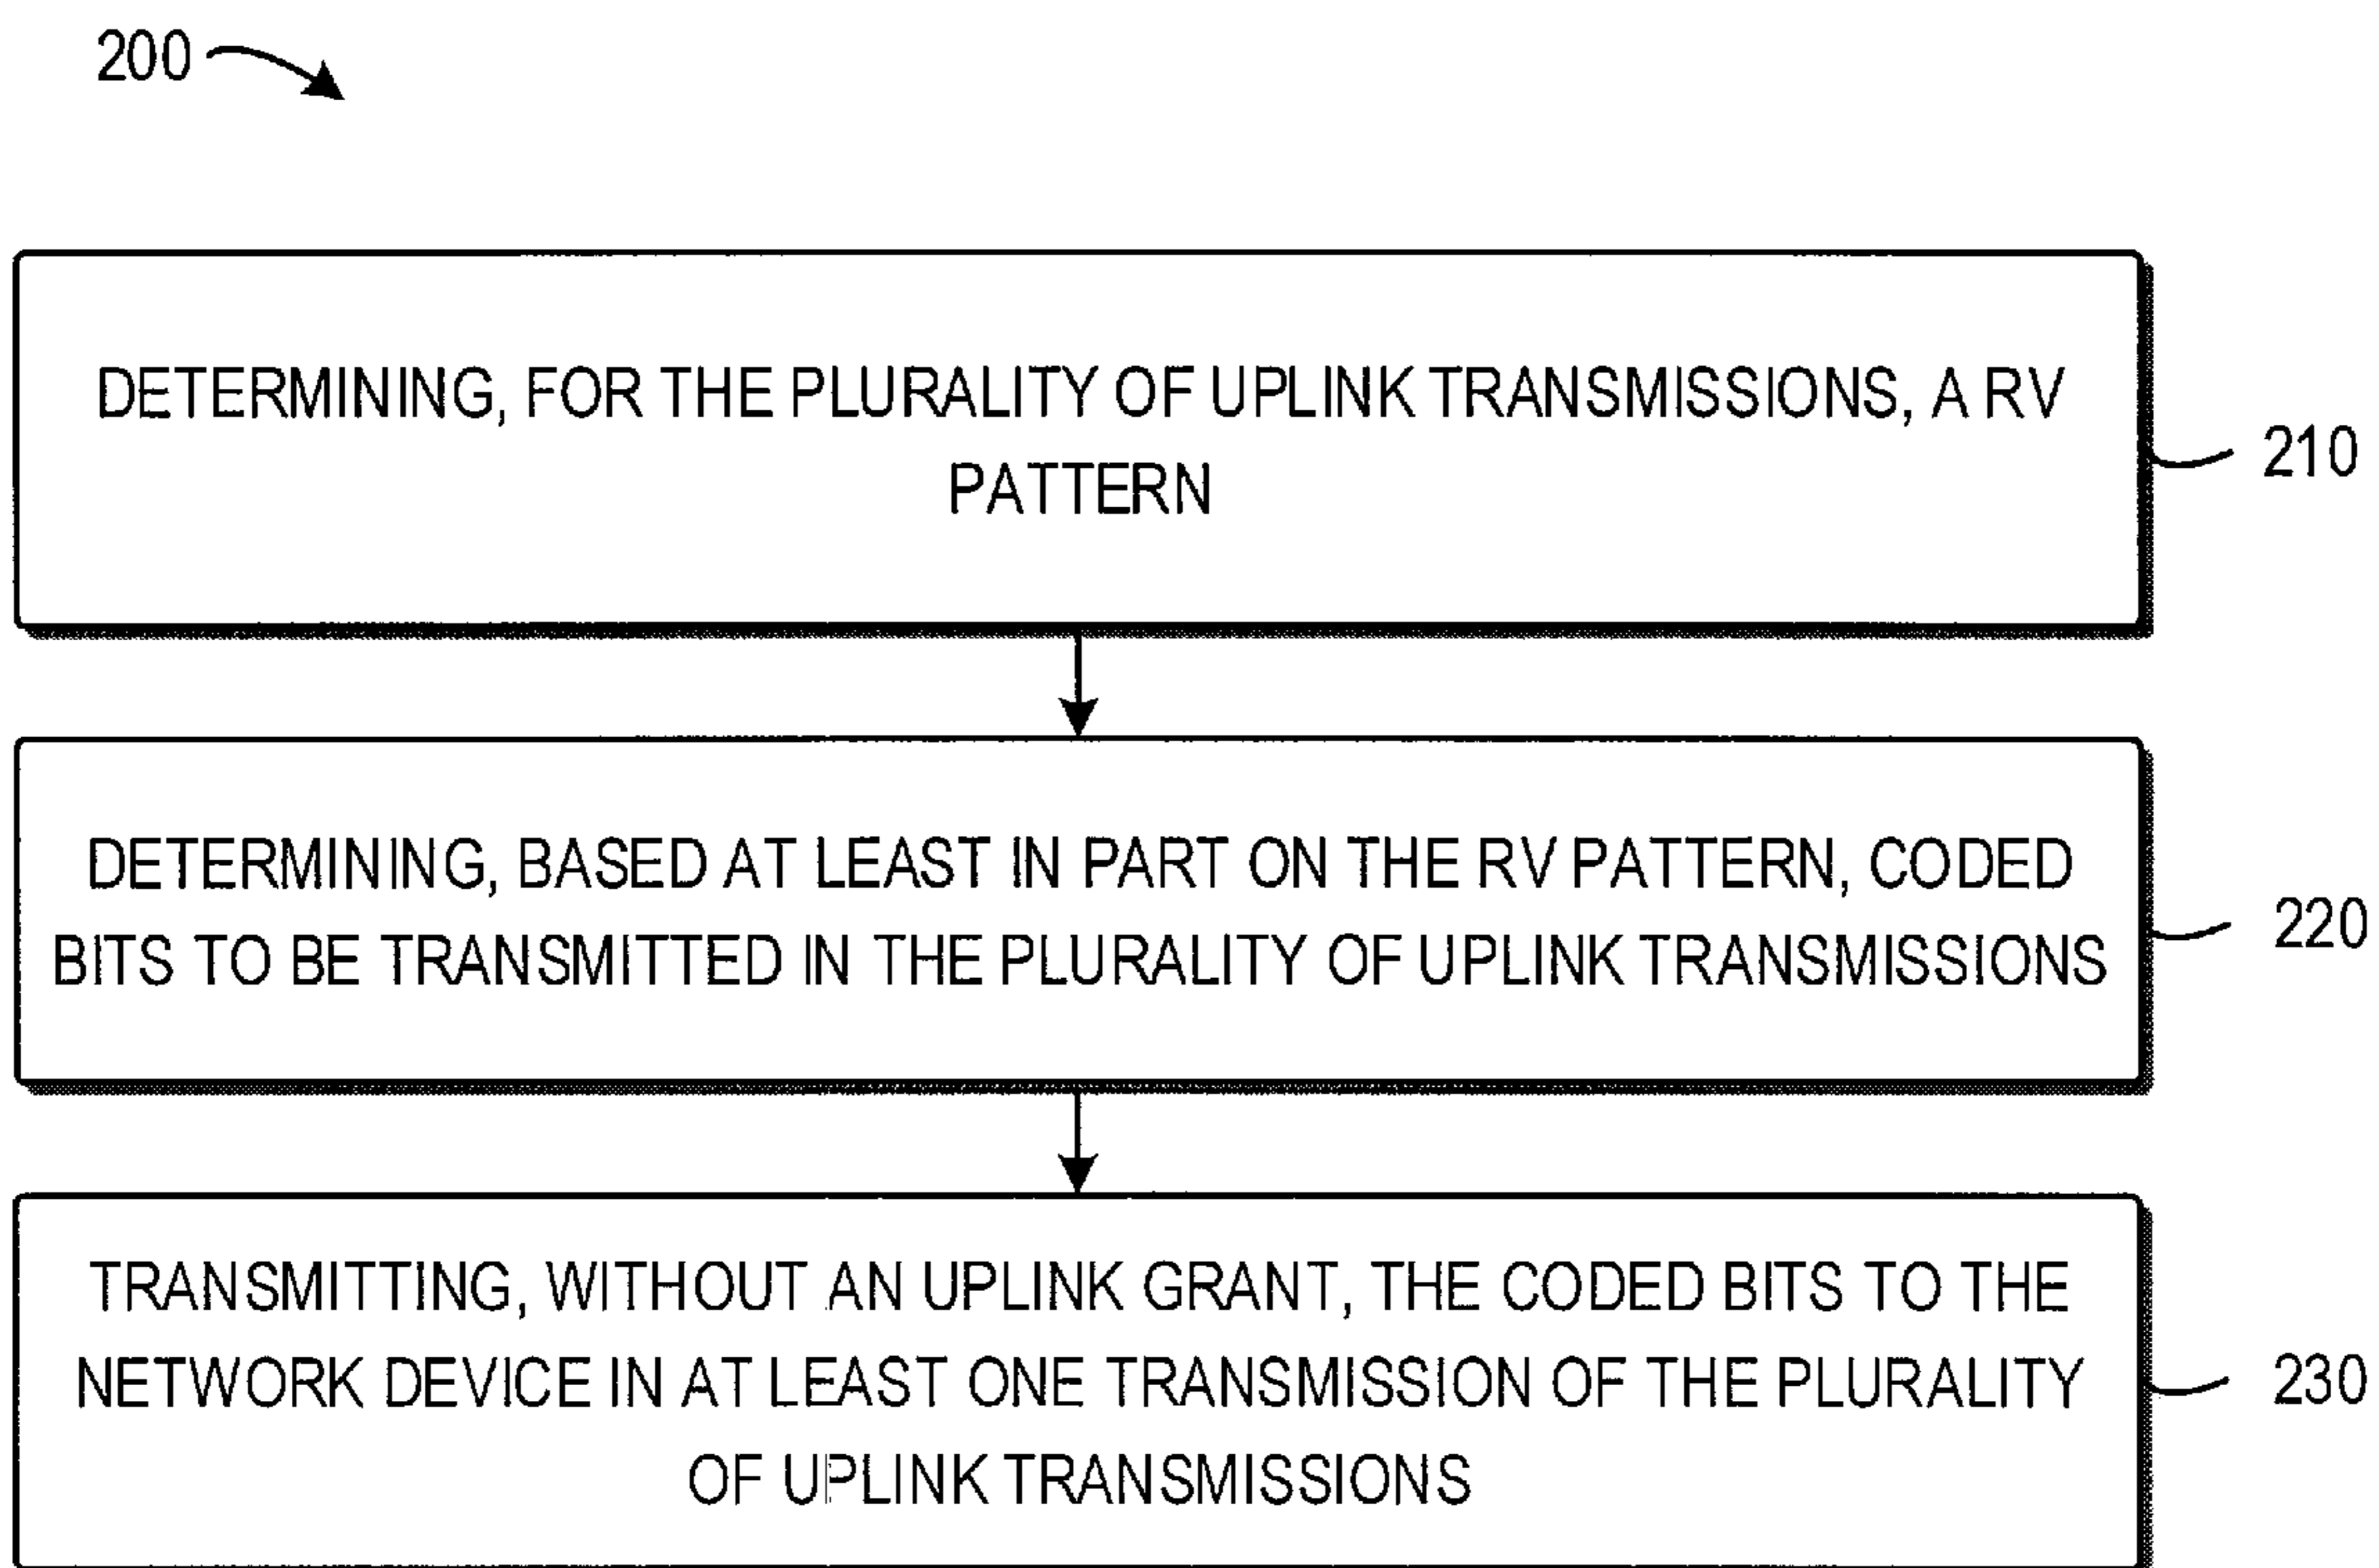 200
DETERMINING, FOR THE PLURALITY OF UPLINK TRANSMISSIONS, A RV
PATTERN
210
DETERMINING, BASED AT LEAST IN PART ON THE RV PATTERN, CODED
BITS TO BE TRANSMITTED IN THE PLURALITY OF UPLINK TRANSMISSIONS
220
TRANSMITTING, WITHOUT AN UPLINK GRANT, THE CODED BITS TO THE
NETWORK DEVICE IN AT LEAST ONE TRANSMISSION OF THE PLURALITY
OF UPLINK TRANSMISSIONS
230